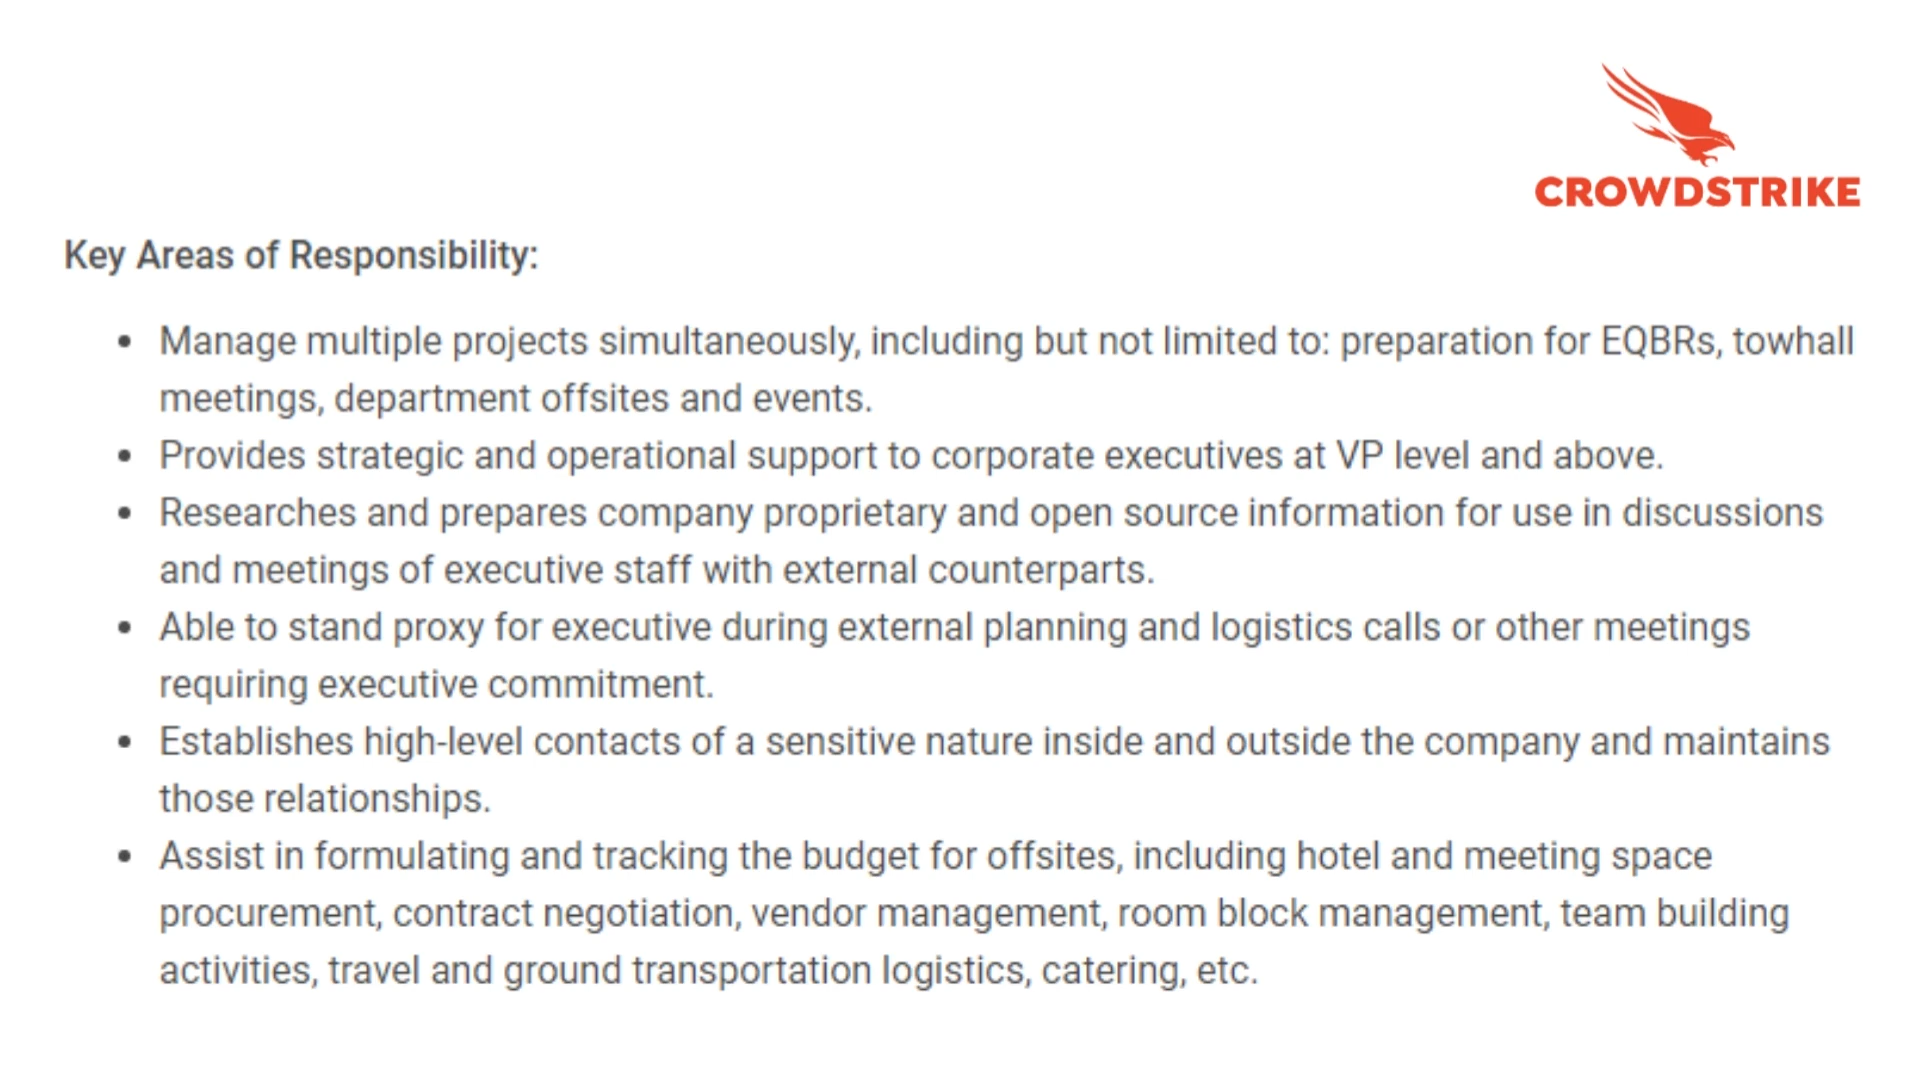 CROWDSTRIKE
Key Areas of Responsibility:
• Manage multiple projects simultaneously, including but not limited to: preparation for EQBRs, towhall
meetings, department offsites and events.
• Provides strategic and operational support to corporate executives at VP level and above.
• Researches and prepares company proprietary and open source information for use in discussions
and meetings of executive staff with external counterparts.
• Able to stand proxy for executive during external planning and logistics calls or other meetings
requiring executive commitment.
• Establishes high-level contacts of a sensitive nature inside and outside the company and maintains
those relationships.
• Assist in formulating and tracking the budget for offsites, including hotel and meeting space
procurement, contract negotiation, vendor management, room block management, team building
activities, travel and ground transportation logistics, catering, etc.